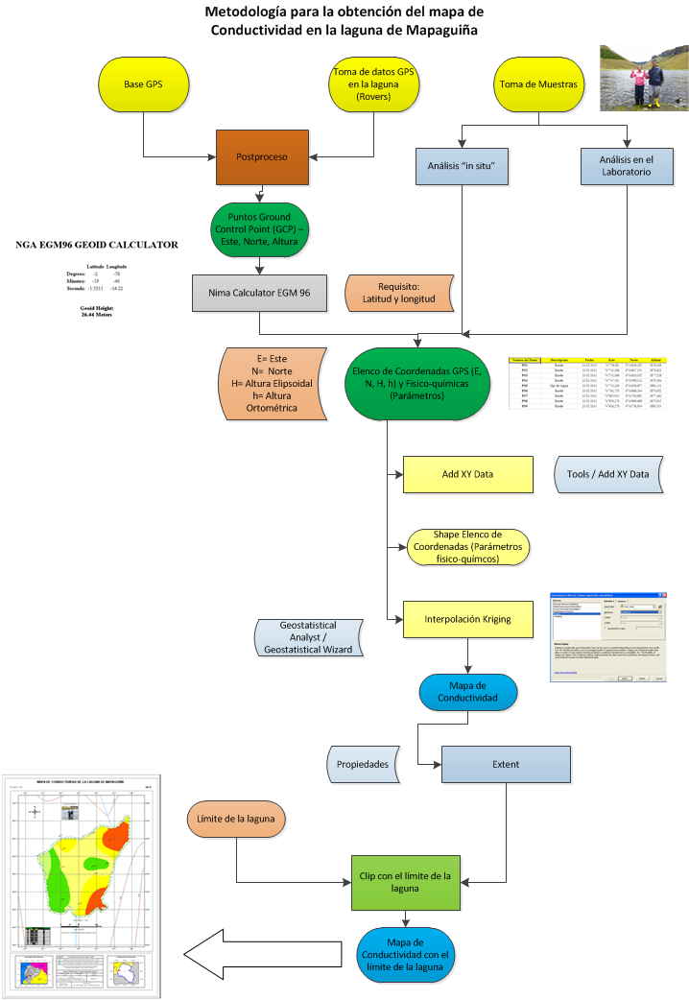 Metodología para la obtención del mapa de
Conductividad en la laguna de Mapaguiña
Base GPS
Toma de datos GPS
en la laguna
(Rovers)
Toma de Muestras
Postproceso
Análisis “in situ”
Análisis en el
Laboratorio
Puntos Ground
Control Point (GCP) –
Este, Norte, Altura
NGA EGM96 GEOID CALCULATOR
Latitude Longitude
Degrees: -2 -78
Minutes: -19 -46
Seconds: -1.5311 -14.22
Geoid Height:
26.44 Meters
Nima Calculator EGM 96
Requisito:
Latitud y longitud
E= Este
N= Norte
H= Altura Elipsoidal
h= Altura
Ortométrica
Elenco de Coordenadas GPS (E,
N, H, h) y Fisico-químicas
(Parámetros)
Add XY Data
Tools / Add XY Data
Shape Elenco de
Coordenadas (Parámetros
fisico-químcos)
Geostatistical
Analyst /
Geostatistical Wizard
Interpolación Kriging
Mapa de
Conductividad
Propiedades
Extent
MAPA DE CONDUCTIVIDAD DE LA LAGUNA DE MAPAGUIÑA
Límite de la laguna
Clip con el límite de la
laguna
Mapa de
Conductividad con el
límite de la laguna